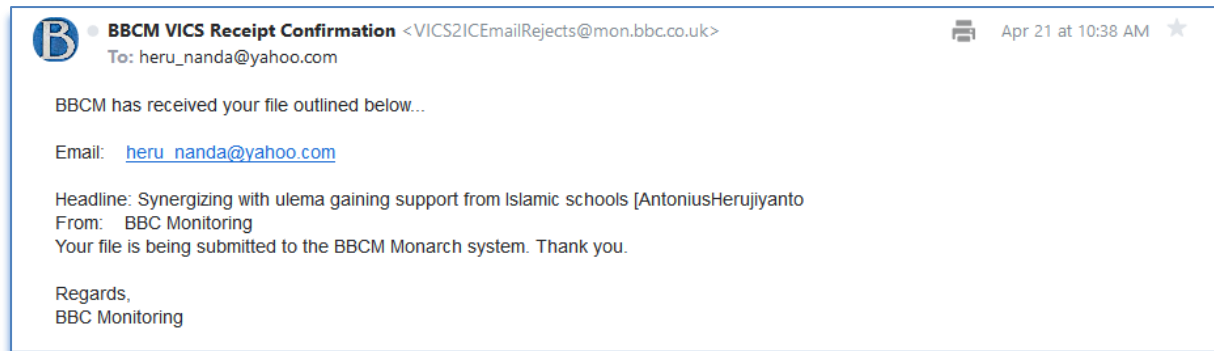 B
BBCM VICS Receipt Confirmation <VICS2ICEmailRejects@mon.bbc.co.uk> Apr 21 at 10:38 AM
To: heru_nanda@yahoo.com
BBCM has received your file outlined below...
Email: heru_nanda@yahoo.com
Headline: Synergizing with ulema gaining support from Islamic schools [AntoniusHerujiyanto
From: BBC Monitoring
Your file is being submitted to the BBCM Monarch system. Thank you.
Regards,
BBC Monitoring